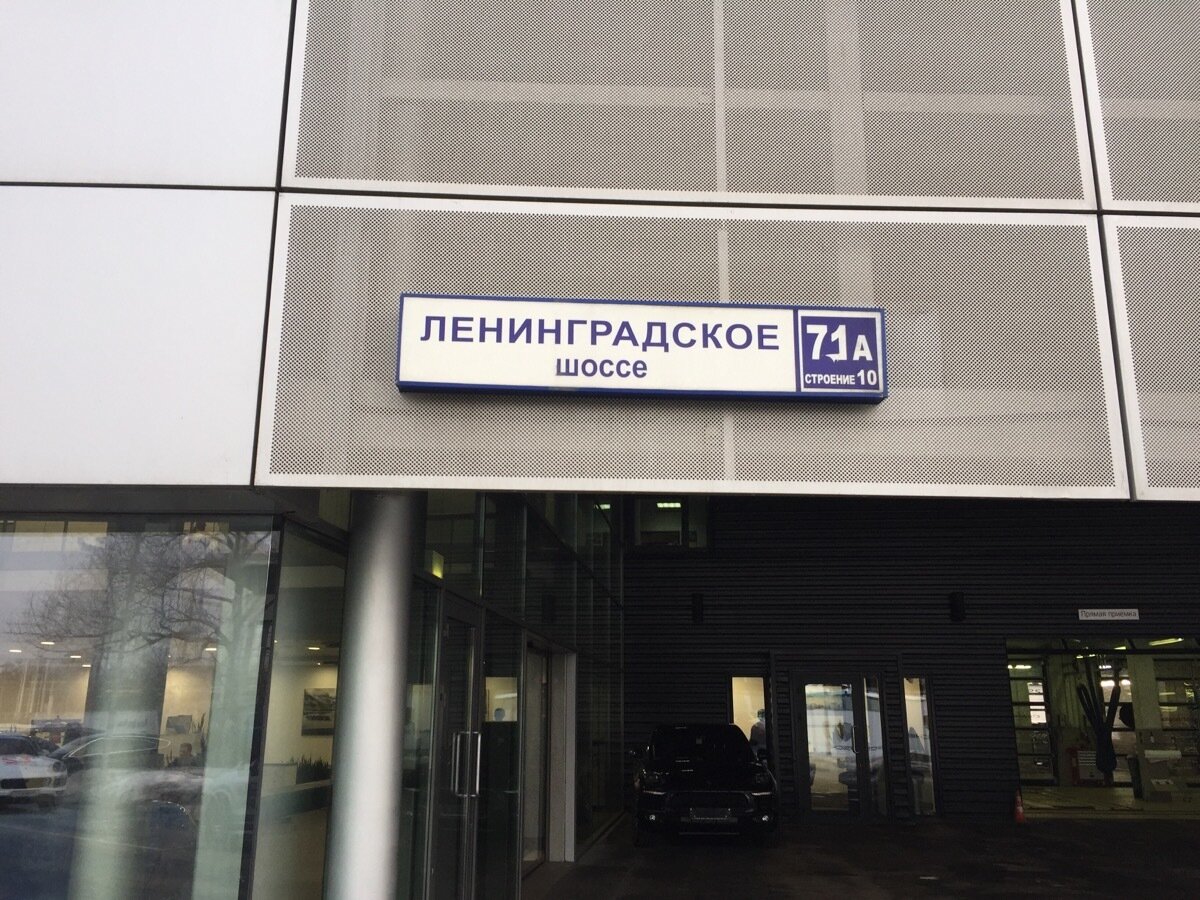 ЛЕНИНГРАДСКОЕ
шоссе
71А
СТРОЕНИЕ 10
Прямая приемка